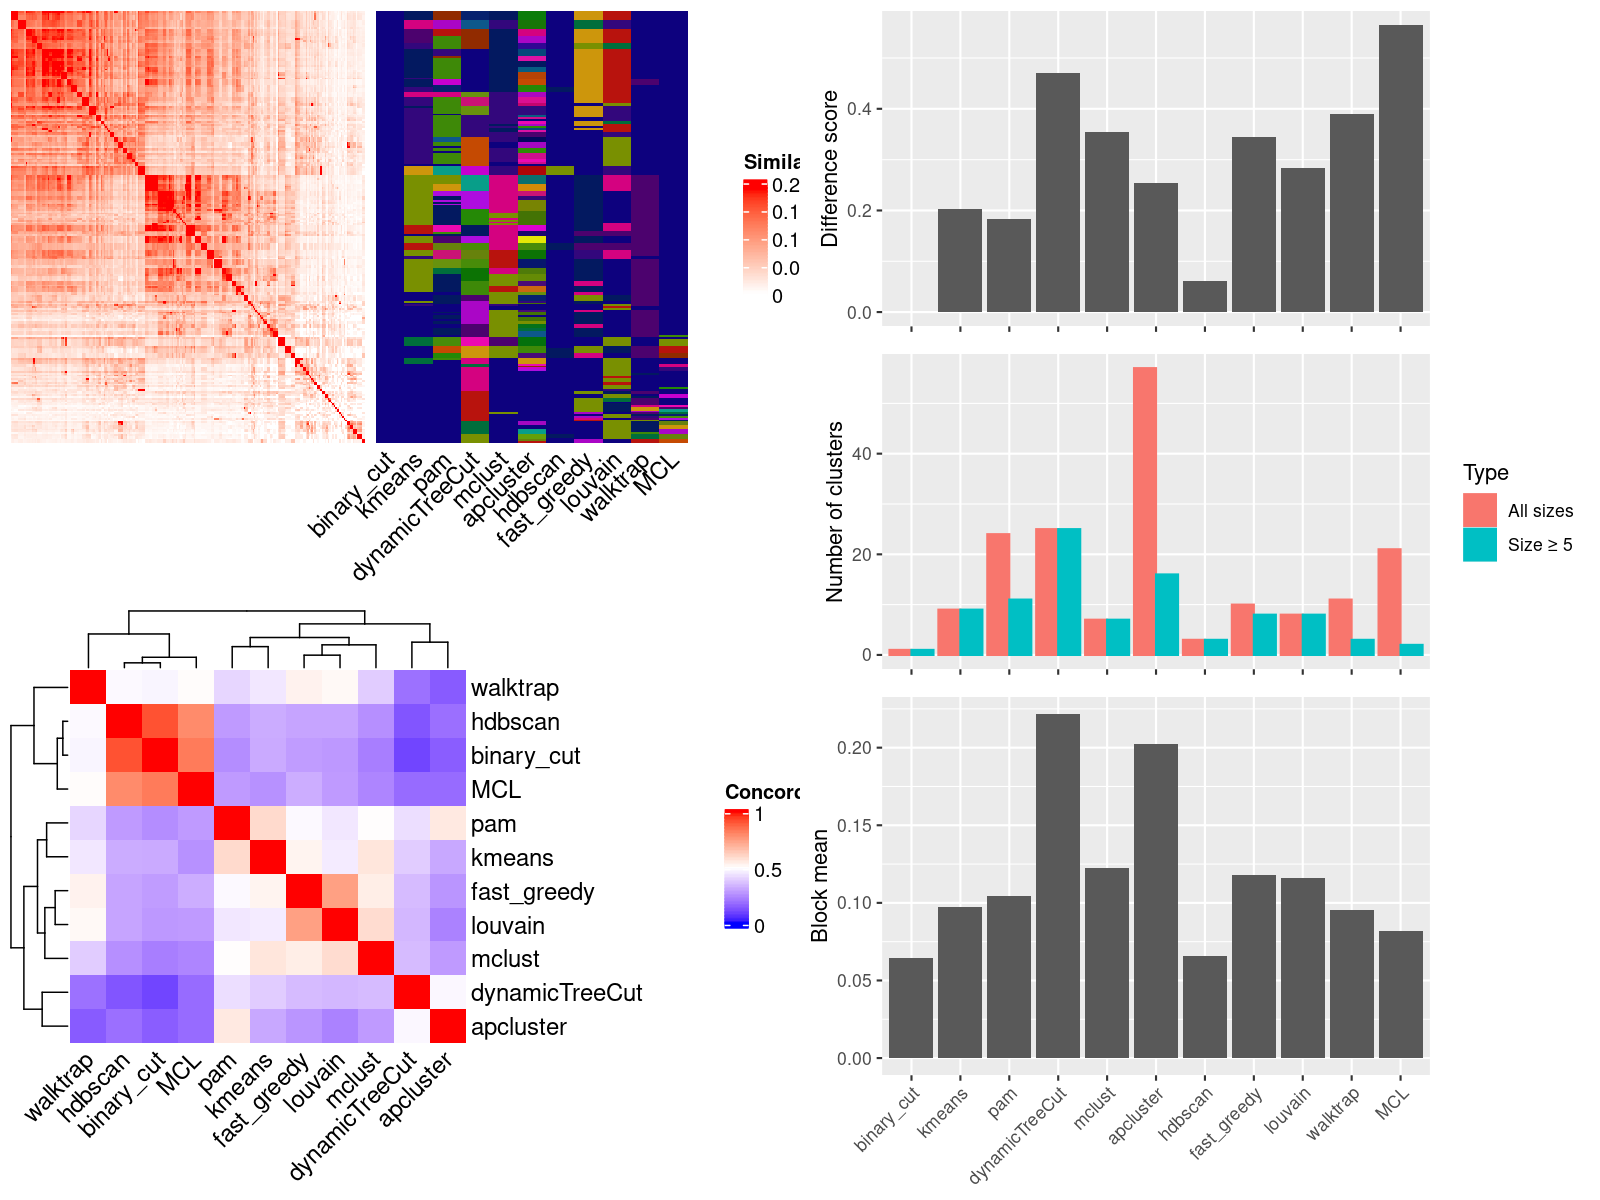 Simila
0.2
0.1
0.1
0.0
0
binary_cut
kmeans
pam
dynamicTreeCut
mclust
apcluster
hdbscan
fast_greedy
louvain
walktrap
MCL
Difference score
0.4
0.2
0.0
Number of clusters
40
20
0
Type
All sizes
Size ≥ 5
walktrap
hdbscan
binary_cut
MCL
pam
kmeans
fast_greedy
louvain
mclust
dynamicTreeCut
apcluster
walktrap
hdbscan
binary_cut
MCL
pam
kmeans
fast_greedy
louvain
mclust
dynamicTreeCut
apcluster
Concord
1
0.5
0
Block mean
0.20
0.15
0.10
0.05
0.00
binary_cut
kmeans
pam
dynamicTreeCut
mclust
apcluster
hdbscan
fast_greedy
louvain
walktrap
MCL